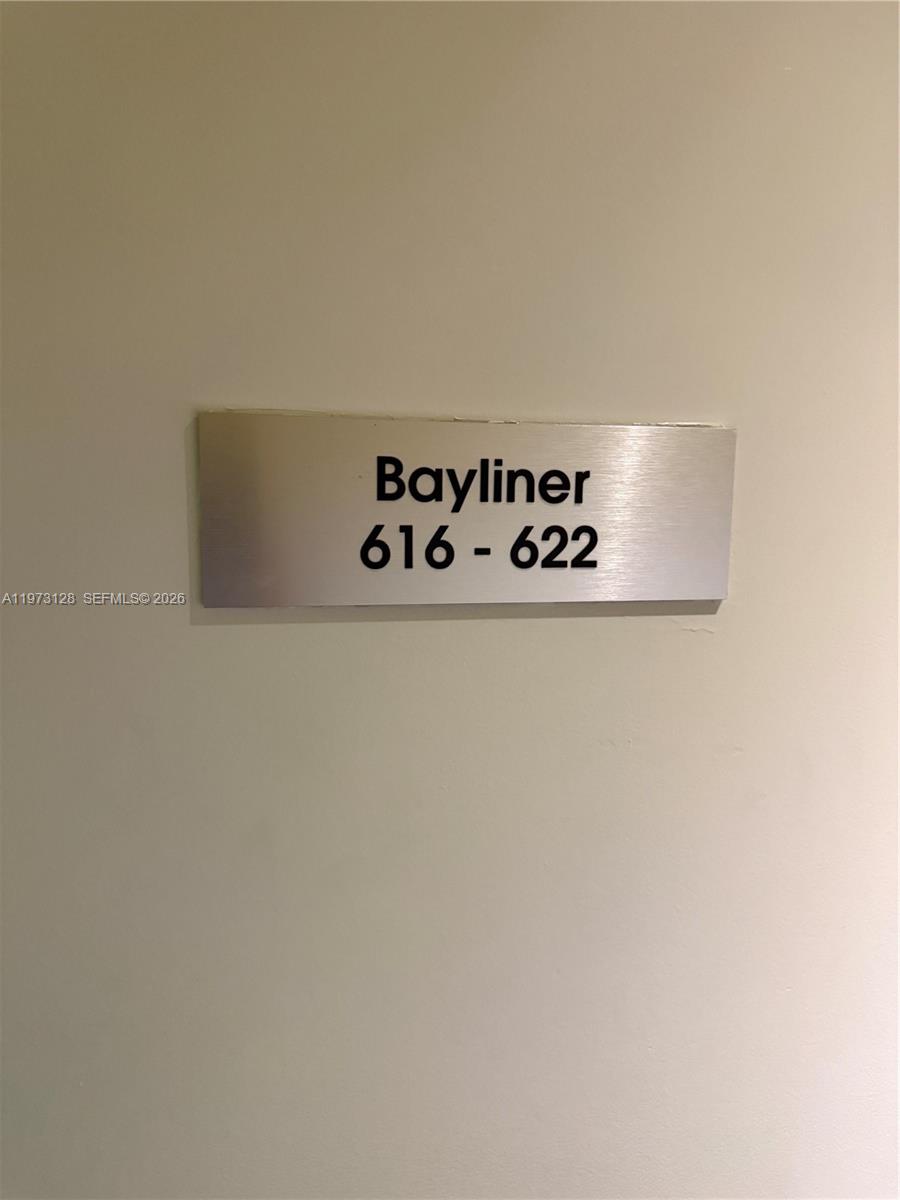 Bayliner
616 - 622
A11973128 SEFMLS© 2026